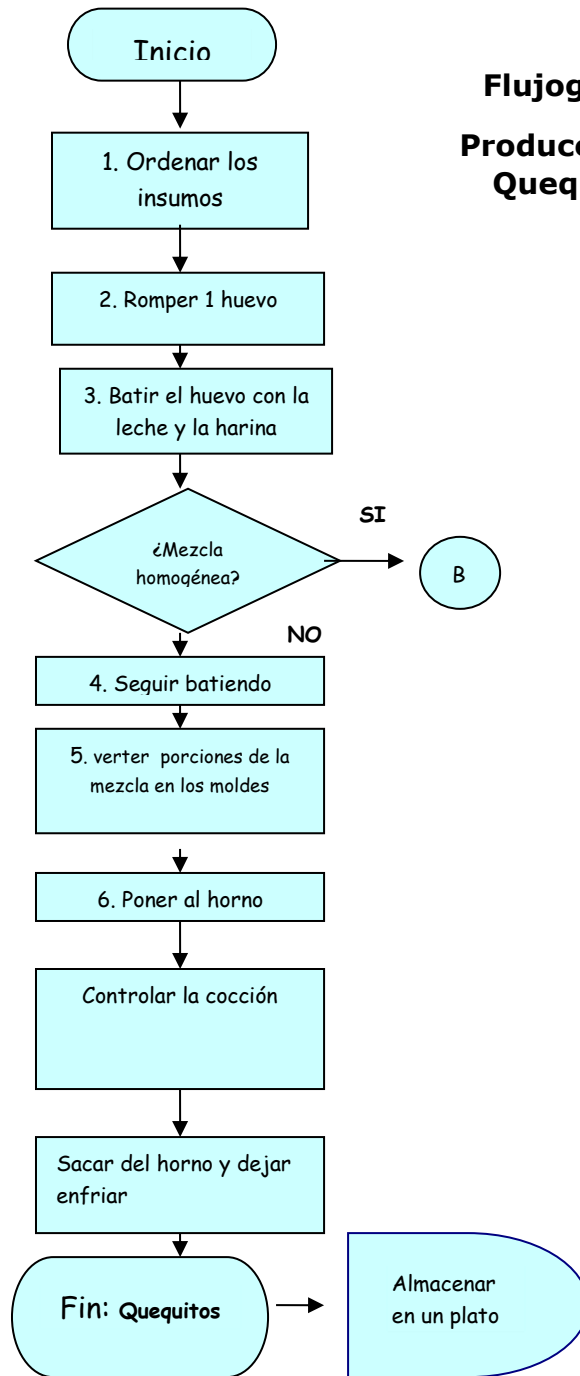 Inicio
Flujog
Produce
Queq
1. Ordenar los
insumos
2. Romper 1 huevo
3. Batir el huevo con la
leche y la harina
SI
¿Mezcla
homogénea?
B
NO
4. Seguir batiendo
5. verter porciones de la
mezcla en los moldes
6. Poner al horno
Controlar la cocción
Sacar del horno y dejar
enfriar
Fin: Quequitos
Almacenar
en un plato